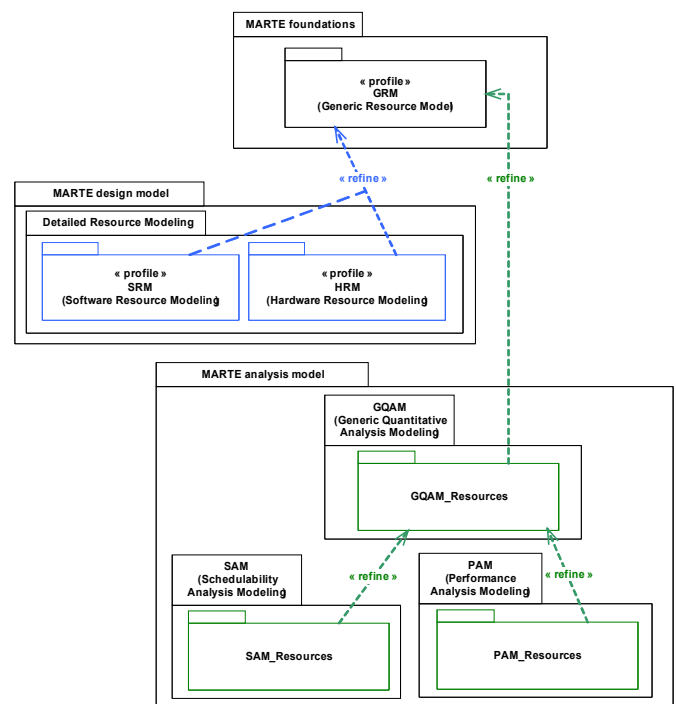 MARTE foundations
« profile »
GRM
(Generic Resource Model)
« refine »
« refine »
MARTE design model
Detailed Resource Modeling
« profile »
SRM
(Software Resource Modeling)
« profile »
HRM
(Hardware Resource Modeling)
MARTE analysis model
GQAM
(Generic Quantitative
Analysis Modeling)
GQAM_Resources
SAM
(Schedulability
Analysis Modeling)
« refine »
PAM
(Performance
Analysis Modeling)
« refine »
SAM_Resources
PAM_Resources